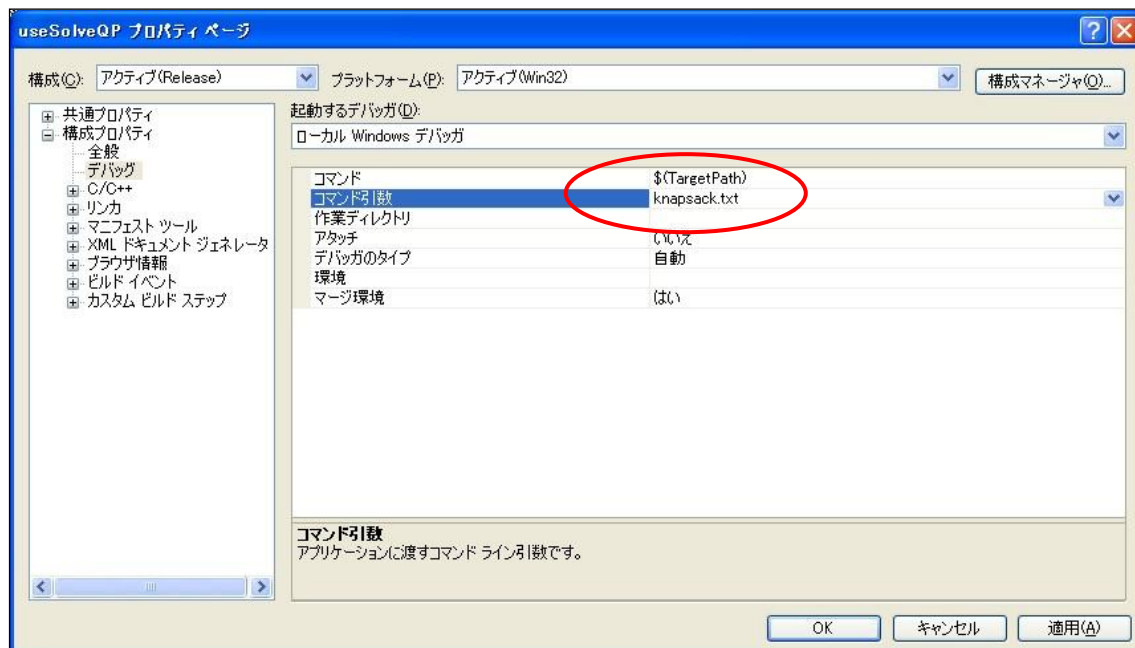 useSolveQP プロパティ ページ
構成(C): アクティブ(Release) プラットフォーム(P): アクティブ(Win32) 構成マネージャ(O)...
共通プロパティ
構成プロパティ
全般
デバッグ
C/C++
リンカ
マニフェスト ツール
XML ドキュメント ジェネレータ
ブラウザ情報
ビルド イベント
カスタム ビルド ステップ
起動するデバッガ(D):
ローカル Windows デバッガ
コマンド $(TargetPath)
コマンド引数 knapsack.txt
作業ディレクトリ
アタッチ いいえ
デバッガのタイプ 自動
環境
マージ環境 はい
コマンド引数
アプリケーションに渡すコマンド ライン引数です。
OK キャンセル 適用(A)